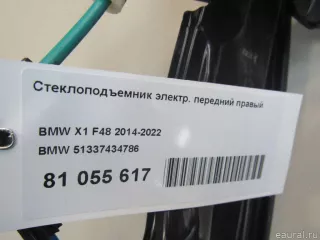 Стеклоподъемник электр. передний правый
BMW X1 F48 2014-2022
BMW 51337434786
81 055 617
© eaural.ru